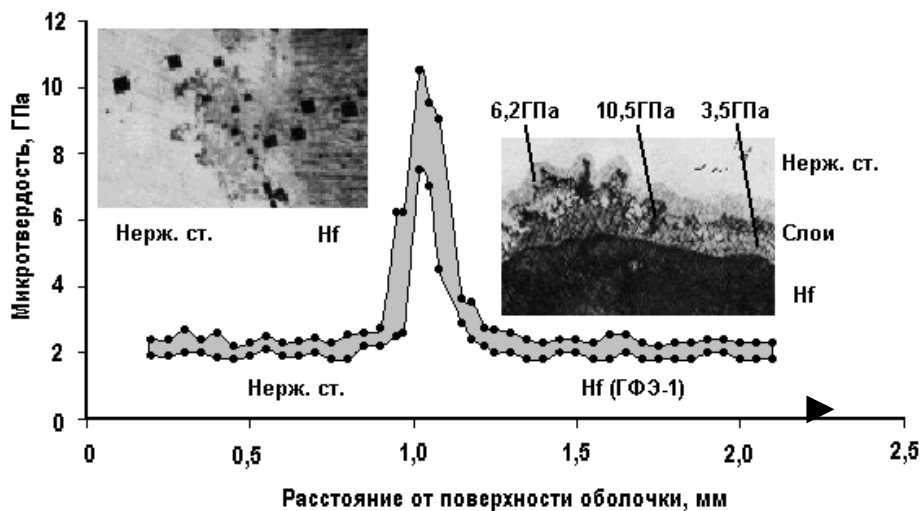 12
10
8
6
4
2
0
Микротвердость, ГПа
Нерж. ст.
Hf
6,2ГПа
10,5ГПа
3,5ГПа
Нерж. ст.
Слои
Hf
Нерж. ст.
Hf (ГФЭ-1)
0
0,5
1,0
1,5
2,0
2,5
Расстояние от поверхности оболочки, мм